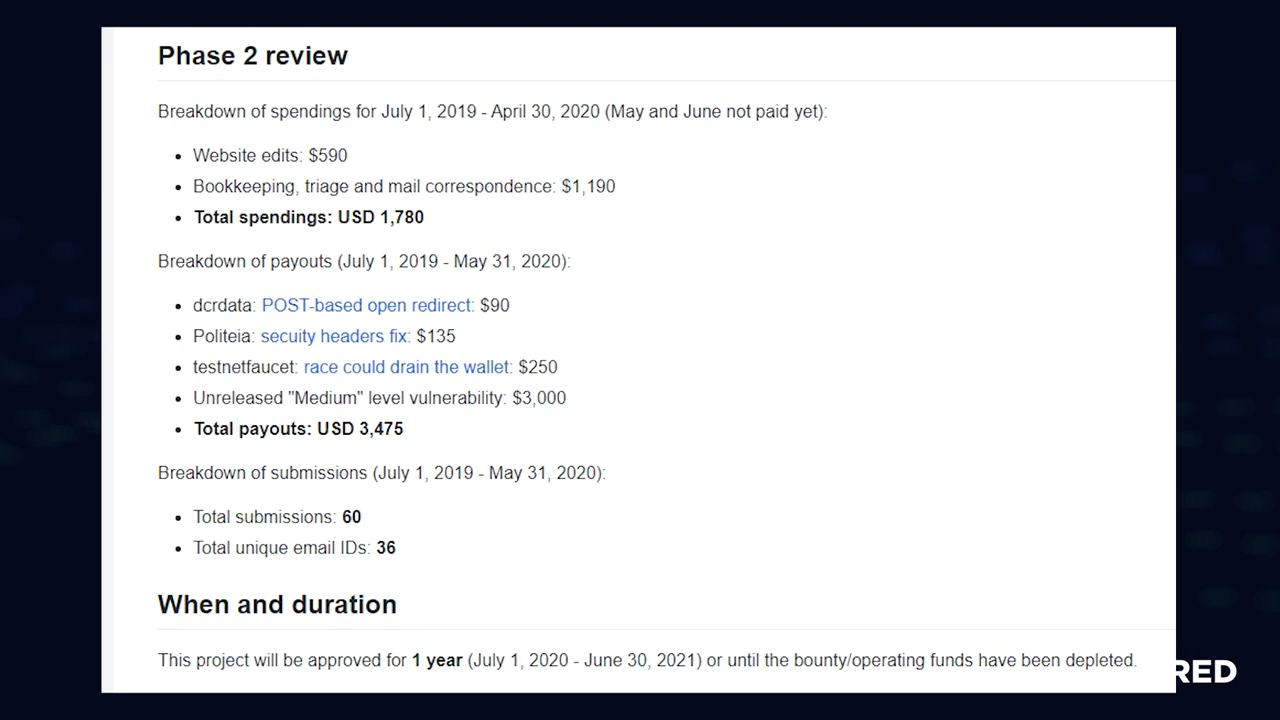 Phase 2 review
Breakdown of spendings for July 1, 2019 - April 30, 2020 (May and June not paid yet):
• Website edits: $590
• Bookkeeping, triage and mail correspondence: $1,190
• Total spendings: USD 1,780
Breakdown of payouts (July 1, 2019 - May 31, 2020):
• dcrdata: POST-based open redirect: $90
• Politeia: secuity headers fix: $135
• testnetfaucet: race could drain the wallet: $250
• Unreleased "Medium" level vulnerability: $3,000
• Total payouts: USD 3,475
Breakdown of submissions (July 1, 2019 - May 31, 2020):
• Total submissions: 60
• Total unique email IDs: 36
When and duration
This project will be approved for 1 year (July 1, 2020 - June 30, 2021) or until the bounty/operating funds have been depleted.
RED